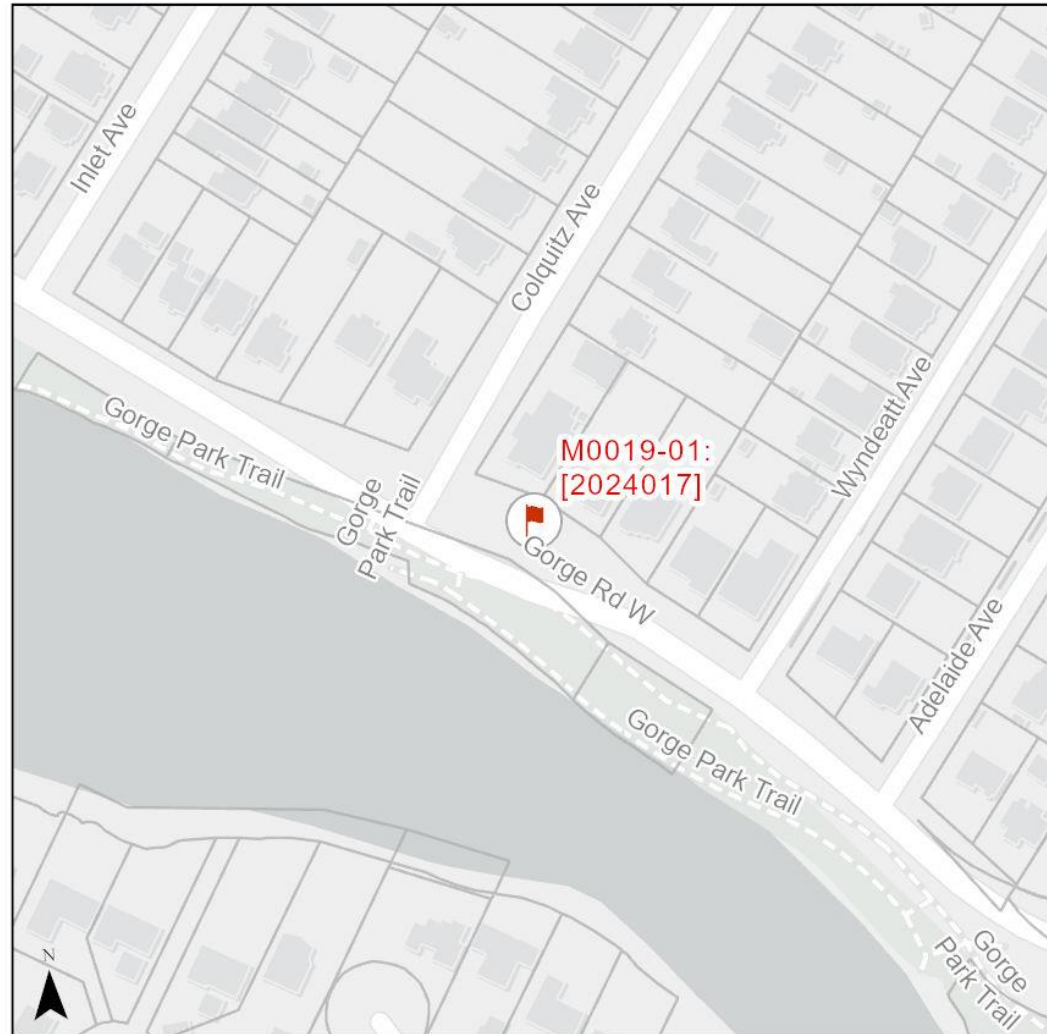 Inlet Ave
Colquitz Ave
Gorge Park Trail
Gorge
Park Trail
M0019-01:
[2024017]
Gorge Rd W
Wyndeatt Ave
Adelaide Ave
Gorge Park Trail
Gorge
Park Trail
N